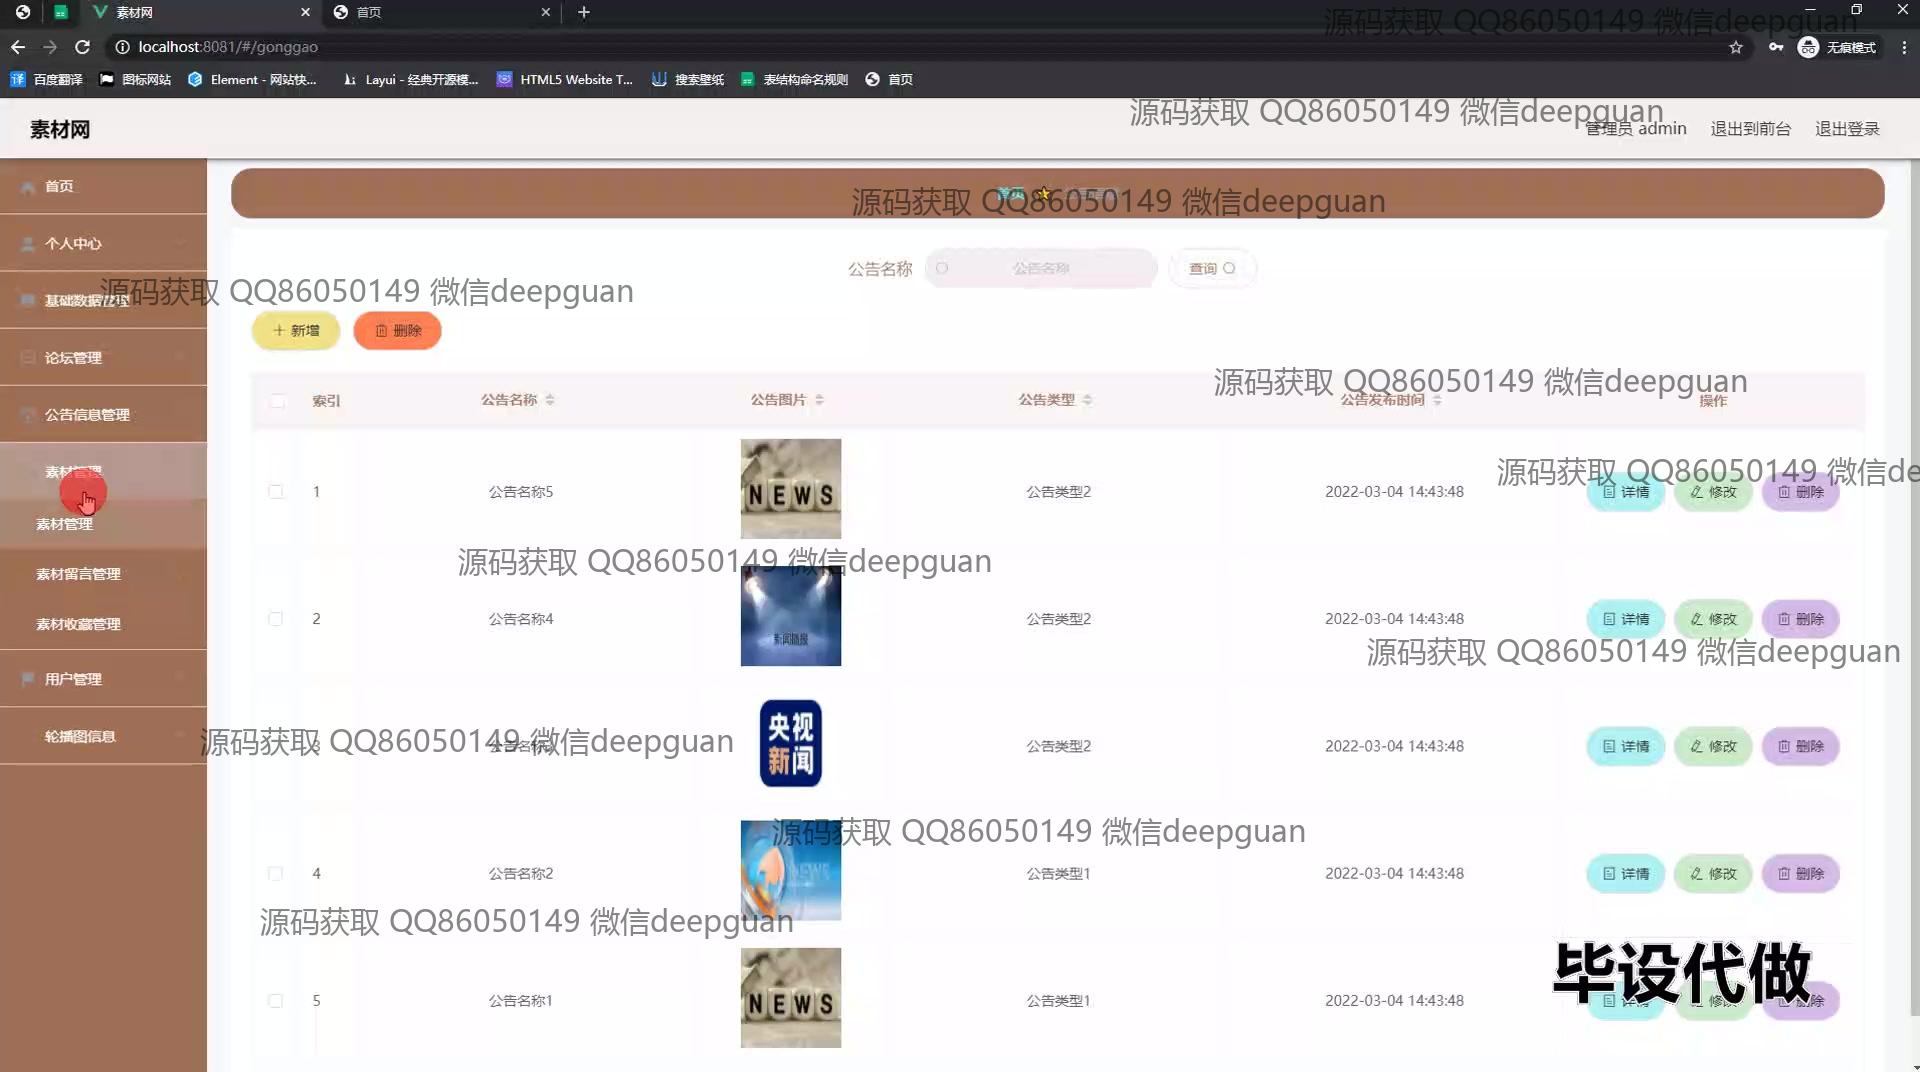 素材网
首页
localhost:8081/#/gonggao
无痕模式
百度翻译
图标网站
Element - 网站快...
Layui - 经典开源模...
HTML5 Website T...
搜索壁纸
表结构命名规则
首页
源码获取 QQ86050149 微信deepguan
源码获取 QQ86050149 微信deepguan
素材网
管理员 admin
退出到前台
退出登录
首页
源码获取 QQ86050149 微信deepguan
个人中心
公告名称
公告名称
查询
源码获取 QQ86050149 微信deepguan
基础数据管理
新增
删除
论坛管理
源码获取 QQ86050149 微信deepguan
索引
公告名称
公告图片
公告类型
公告发布时间
操作
公告信息管理
素材管理
源码获取 QQ86050149 微信de
1
公告名称5
NEWS
公告类型2
2022-03-04 14:43:48
详情
修改
删除
素材管理
源码获取 QQ86050149 微信deepguan
素材留言管理
2
公告名称4
公告类型2
2022-03-04 14:43:48
详情
修改
删除
素材收藏管理
源码获取 QQ86050149 微信deepguan
用户管理
轮播图信息
源码获取 QQ86050149 微信deepguan
央视
新闻
公告类型2
2022-03-04 14:43:48
详情
修改
删除
源码获取 QQ86050149 微信deepguan
4
公告名称2
公告类型1
2022-03-04 14:43:48
详情
修改
删除
源码获取 QQ86050149 微信deepguan
毕设代做
5
公告名称1
NEWS
公告类型1
2022-03-04 14:43:48